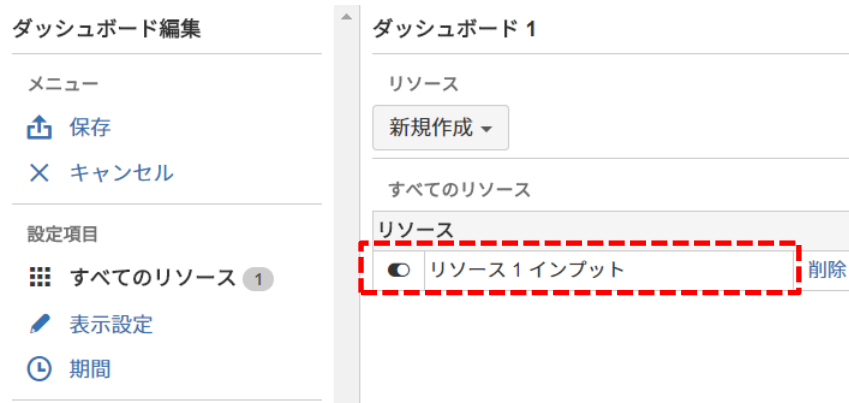 ダッシュボード編集
メニュー
保存
キャンセル
設定項目
すべてのリソース 1
表示設定
期間
ダッシュボード 1
リソース
新規作成
すべてのリソース
リソース
リソース 1 インプット
削除